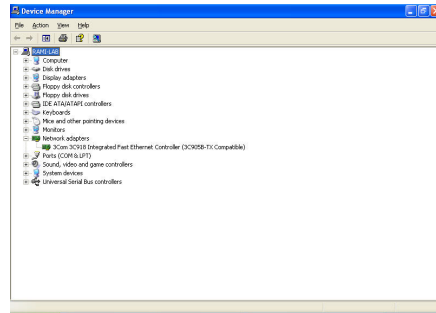 Device Manager
File Action View Help
RAMI-LAB
Computer
Disk drives
Display adapters
Floppy disk controllers
Floppy disk drives
IDE ATA/ATAPI controllers
Keyboards
Mice and other pointing devices
Monitors
Network adapters
3Com 3C918 Integrated Fast Ethernet Controller (3C905B-TX Compatible)
Ports (COM & LPT)
Sound, video and game controllers
System devices
Universal Serial Bus controllers